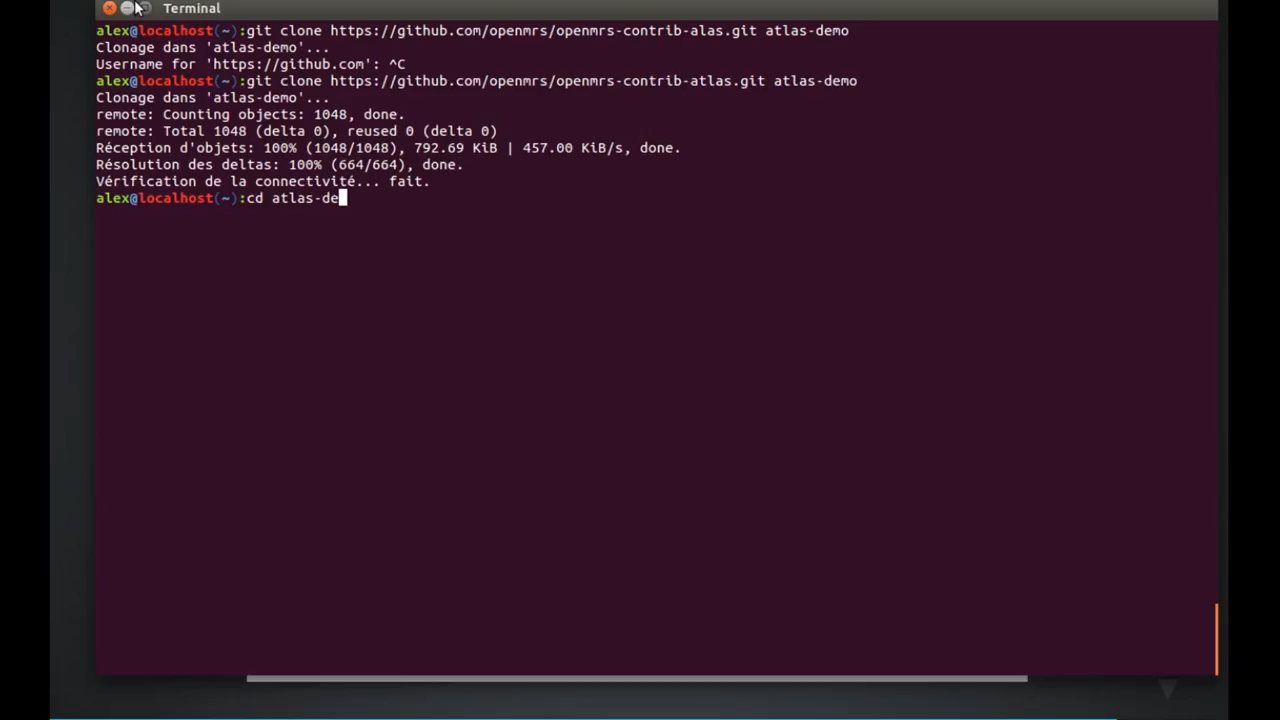 Terminal
alex@localhost(~):git clone https://github.com/openmrs/openmrs-contrib-alas.git atlas-demo
Clonage dans 'atlas-demo'...
Username for 'https://github.com': ^C
alex@localhost(~):git clone https://github.com/openmrs/openmrs-contrib-atlas.git atlas-demo
Clonage dans 'atlas-demo'...
remote: Counting objects: 1048, done.
remote: Total 1048 (delta 0), reused 0 (delta 0)
Réception d'objets: 100% (1048/1048), 792.69 KiB | 457.00 KiB/s, done.
Résolution des deltas: 100% (664/664), done.
Vérification de la connectivité... fait.
alex@localhost(~):cd atlas-de